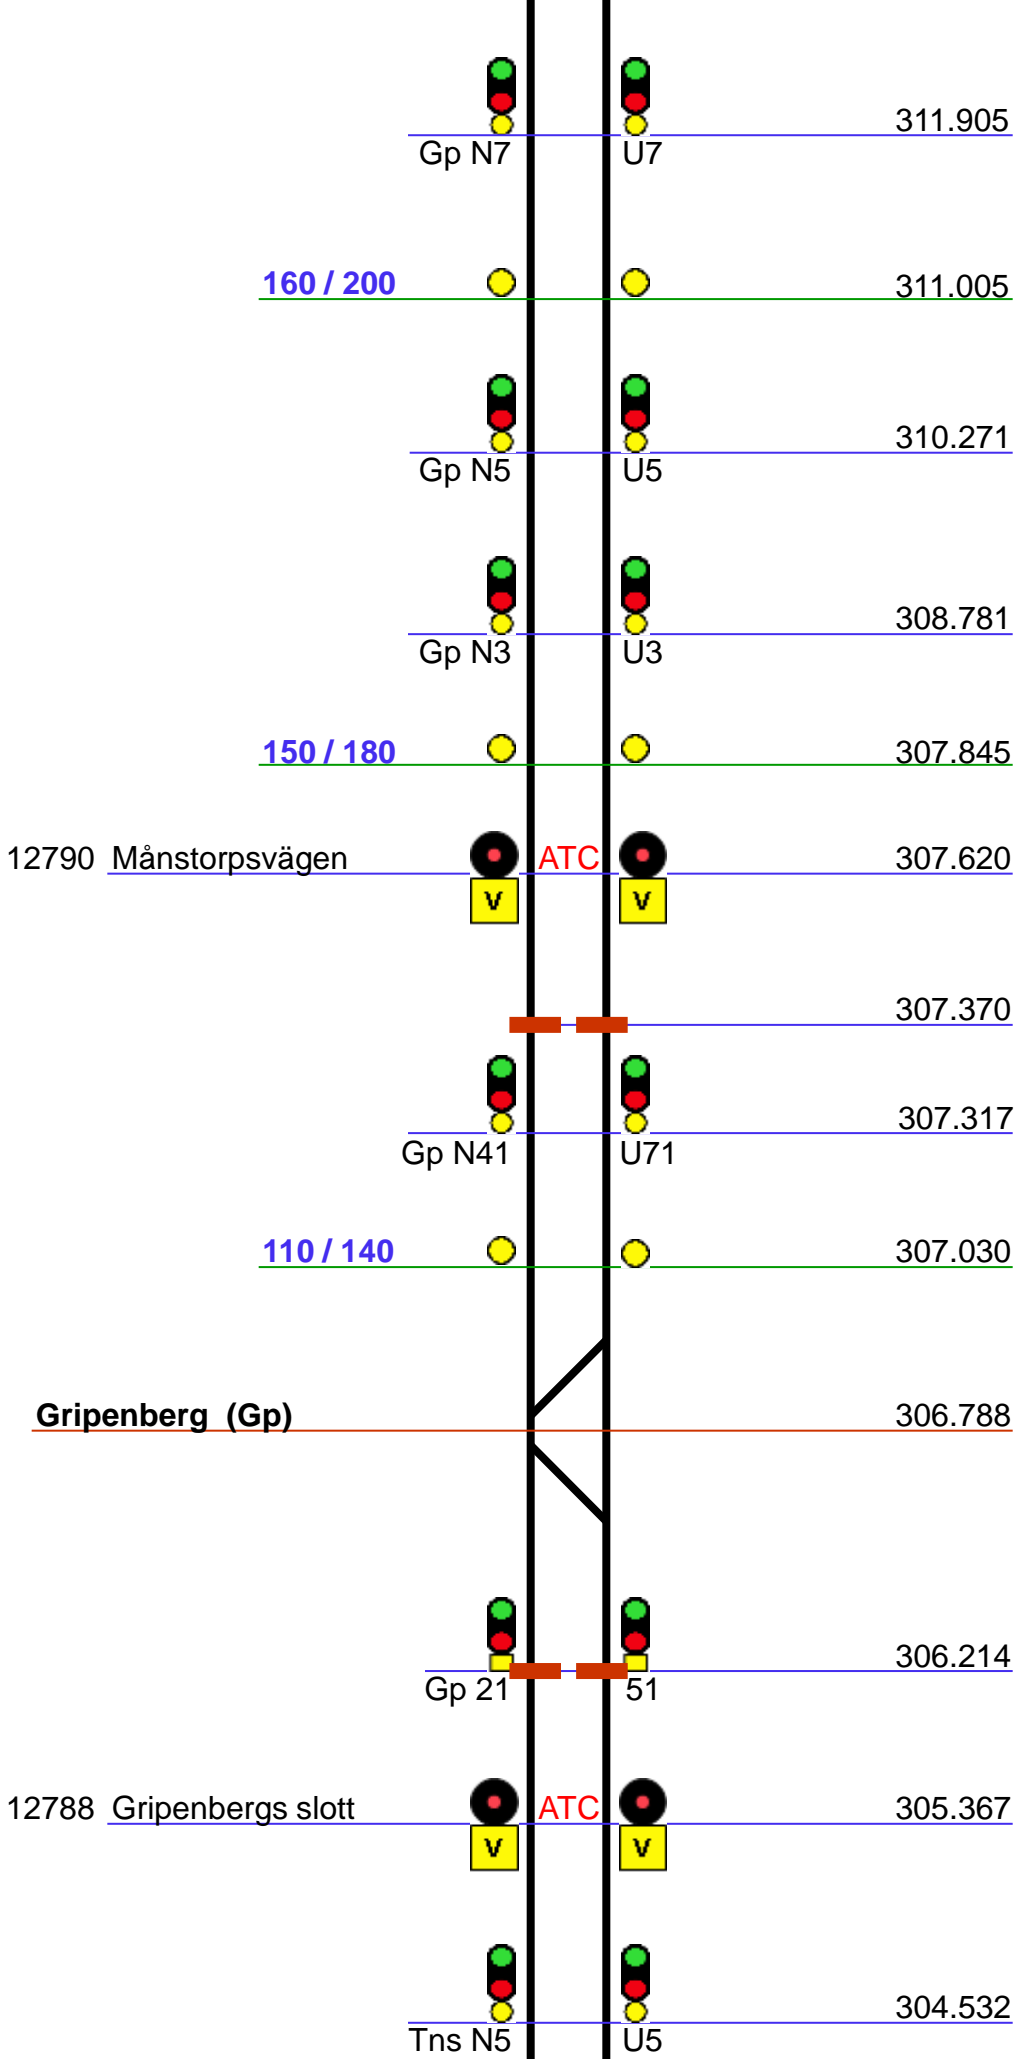 311.905
Gp N7 U7
160 / 200 311.005
310.271
Gp N5 U5
308.781
Gp N3 U3
150 / 180 307.845
12790 Månstorpsvägen ATC 307.620
V V
307.370
307.317
Gp N41 U71
110 / 140 307.030
Gripenberg (Gp) 306.788
306.214
Gp 21 51
12788 Gripenbergs slott ATC 305.367
V V
304.532
Tns N5 U5